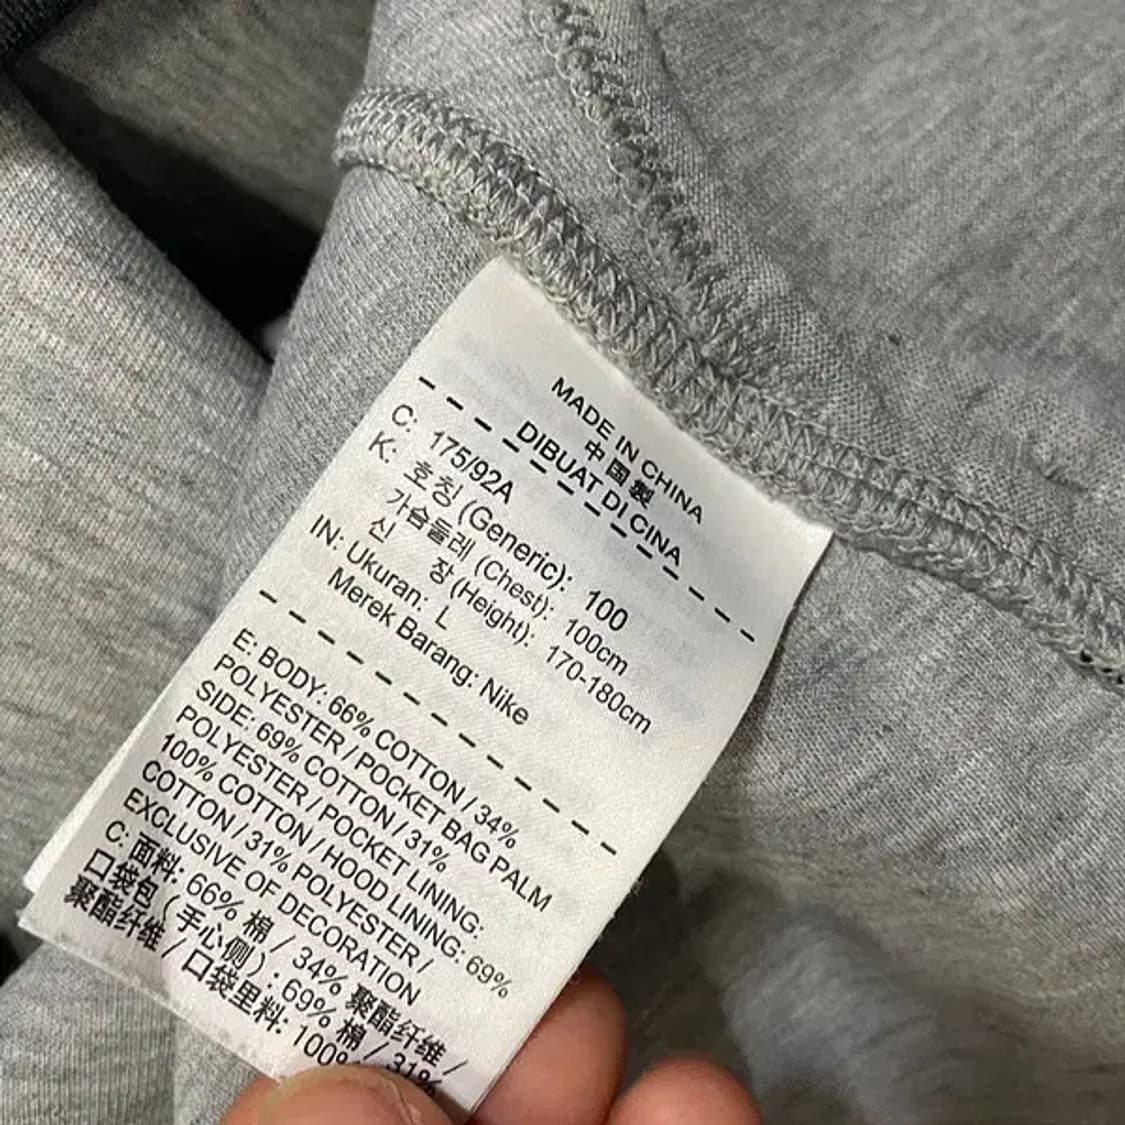 MADE IN CHINA
中国製
DIBUAT DI CINA
C: 175/92A
K: 호칭 (Generic): 100
가슴둘레 (Chest): 100cm
신 장 (Height): 170-180cm
IN: Ukuran: L
Merek Barang: Nike
E: BODY: 66% COTTON / 34%
POLYESTER / POCKET BAG PALM
SIDE: 69% COTTON / 31%
POLYESTER / POCKET LINING:
100% COTTON / HOOD LINING: 69%
COTTON / 31% POLYESTER /
EXCLUSIVE OF DECORATION
C: 面料: 66% 棉 / 34% 聚酯纤维 /
口袋包 ( 手心侧 ) : 69% 棉 / 31%
聚酯纤维 / 口袋里料: 100%